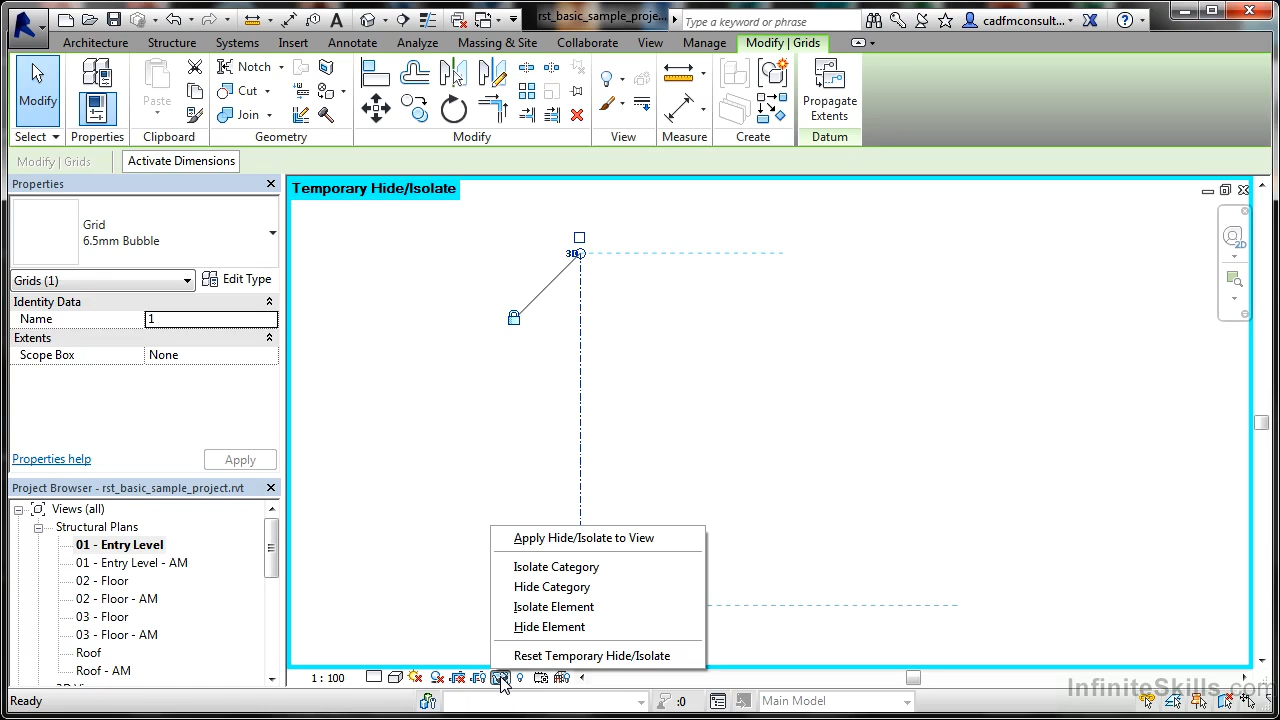 rst_basic_sample_proje...
Type a keyword or phrase
cadfmconsult...
Architecture
Structure
Systems
Insert
Annotate
Analyze
Massing & Site
Collaborate
View
Manage
Modify | Grids
Modify
Paste
Notch
Cut
Join
Propagate
Extents
Select
Properties
Clipboard
Geometry
Modify
View
Measure
Create
Datum
Modify | Grids
Activate Dimensions
Properties
Grid
6.5mm Bubble
Grids (1)
Edit Type
Identity Data
Name
1
Extents
Scope Box
None
Properties help
Apply
Project Browser - rst_basic_sample_project.rvt
Views (all)
Structural Plans
01 - Entry Level
01 - Entry Level - AM
02 - Floor
02 - Floor - AM
03 - Floor
03 - Floor - AM
Roof
Roof - AM
Temporary Hide/Isolate
3D
2D
Apply Hide/Isolate to View
Isolate Category
Hide Category
Isolate Element
Hide Element
Reset Temporary Hide/Isolate
1 : 100
Ready
:0
Main Model
InfiniteSkills.com